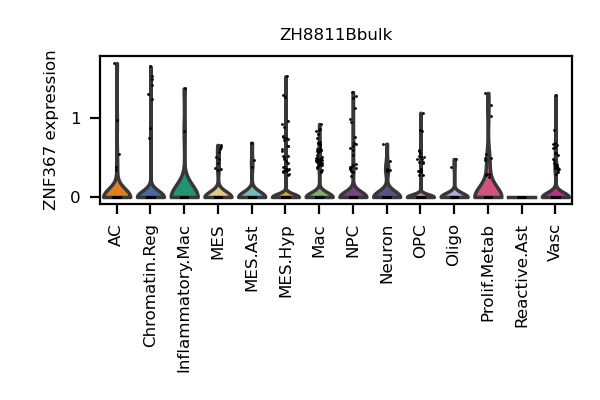 ZH8811Bbulk
ZNF367 expression
1
0
AC
Chromatin.Reg
Inflammatory.Mac
MES
MES.Ast
MES.Hyp
Mac
NPC
Neuron
OPC
Oligo
Prolif.Metab
Reactive.Ast
Vasc